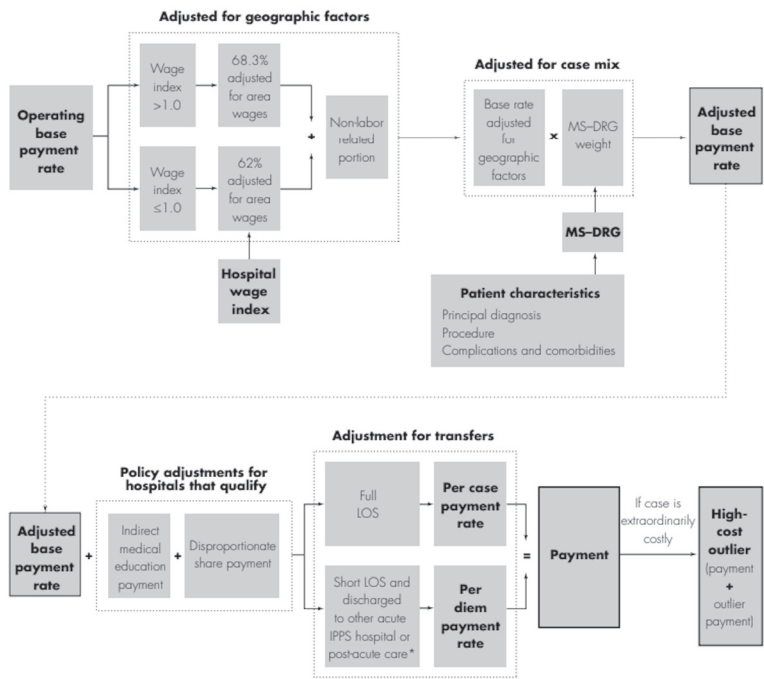 Adjusted for geographic factors
Operating
base
payment
rate
Wage
index
>1.0
68.3%
adjusted
for area
wages
Wage
index
≤1.0
62%
adjusted
for area
wages
+
Non-labor
related
portion
Hospital
wage
index
Adjusted for case mix
Base rate
adjusted
for
geographic
factors
×
MS–DRG
weight
MS–DRG
Patient characteristics
Principal diagnosis
Procedure
Complications and comorbidities
Adjusted
base
payment
rate
Adjusted
base
payment
rate
+
Policy adjustments for
hospitals that qualify
Indirect
medical
education
payment
+
Disproportionate
share payment
Adjustment for transfers
Full
LOS
Per case
payment
rate
Short LOS and
discharged
to other acute
IPPS hospital or
post-acute care*
Per
diem
payment
rate
=
Payment
If case is
extraordinarily
costly
High-
cost
outlier
(payment
+
outlier
payment)